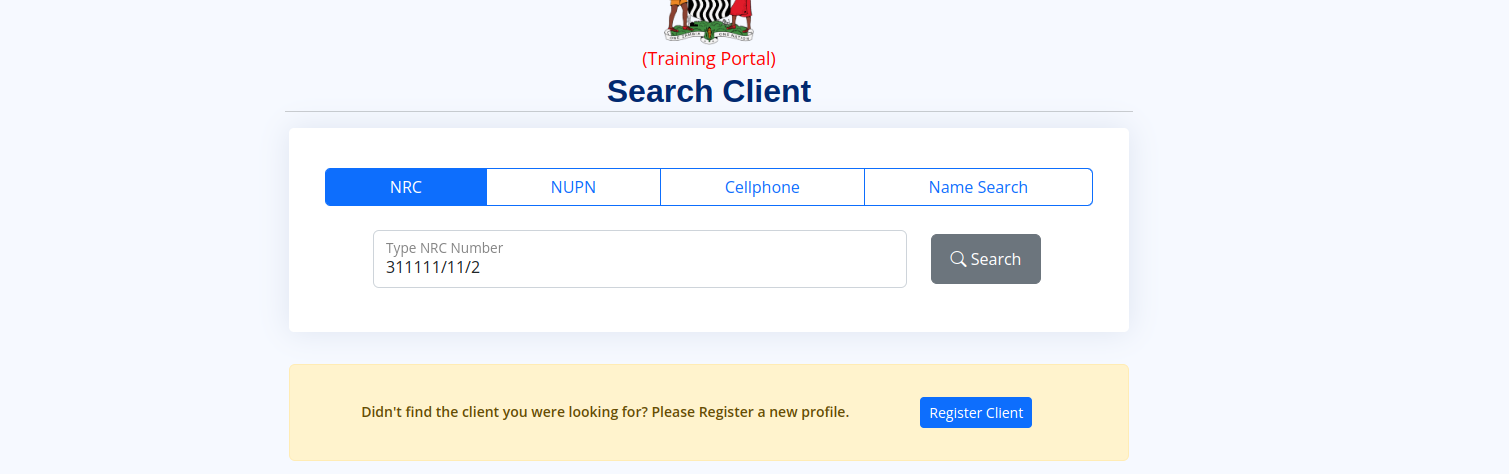 (Training Portal)
Search Client
NRC NUPN Cellphone Name Search
Type NRC Number
311111/11/2
Search
Didn't find the client you were looking for? Please Register a new profile.
Register Client